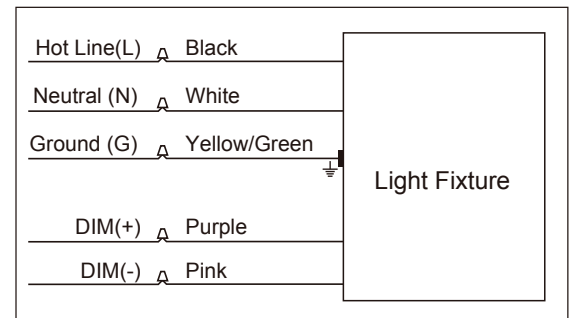 Hot Line(L) Black
Neutral (N) White
Ground (G) Yellow/Green
Light Fixture
DIM(+) Purple
DIM(-) Pink